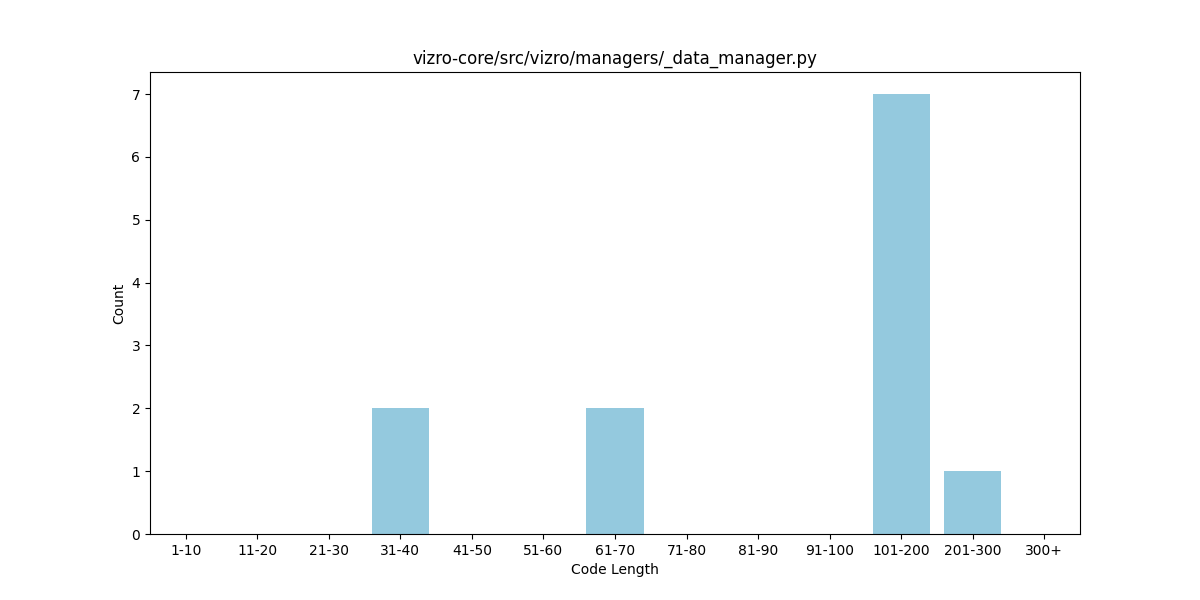 vizro-core/src/vizro/managers/_data_manager.py
7
6
5
4
3
2
1
0
Count
1-10 11-20 21-30 31-40 41-50 51-60 61-70 71-80 81-90 91-100 101-200 201-300 300+
Code Length